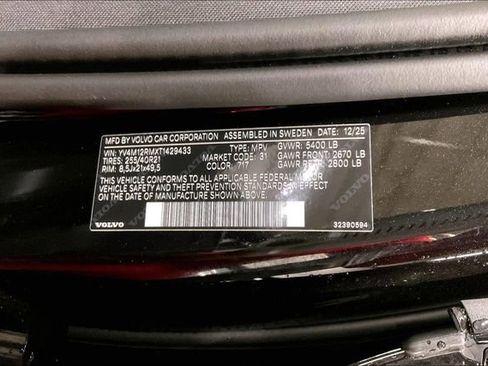 MFD BY VOLVO CAR CORPORATION ASSEMBLED IN SWEDEN DATE: 12/25
VIN: YV4M12RMXT1429433 TYPE: MPV GVWR: 5400 LB
TIRES: 255/40R21 MARKET CODE: 31 GAWR FRONT: 2670 LB
RIM: 8,5Jx21x49,5 COLOR: 717 GAWR REAR: 2800 LB
THIS VEHICLE CONFORMS TO ALL APPLICABLE FEDERAL MOTOR
VEHICLE SAFETY AND THEFT PREVENTION STANDARDS IN EFFECT
ON THE DATE OF MANUFACTURE SHOWN ABOVE
VOLVO
32390594